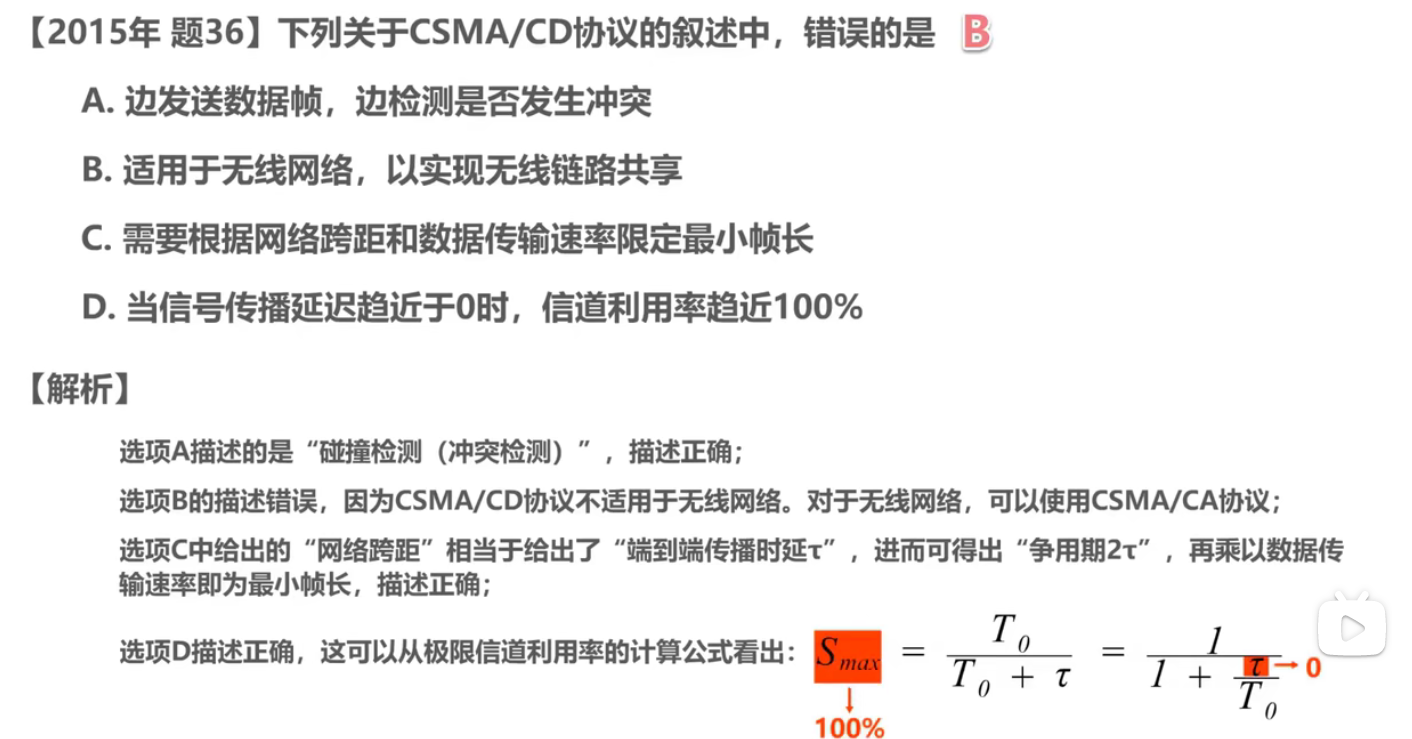 【2015年 题36】下列关于CSMA/CD协议的叙述中，错误的是 B
A. 边发送数据帧，边检测是否发生冲突
B. 适用于无线网络，以实现无线链路共享
C. 需要根据网络跨距和数据传输速率限定最小帧长
D. 当信号传播延迟趋近于0时，信道利用率趋近100%
【解析】
选项A描述的是“碰撞检测（冲突检测）”，描述正确；
选项B的描述错误，因为CSMA/CD协议不适用于无线网络。对于无线网络，可以使用CSMA/CA协议；
选项C中给出的“网络跨距”相当于给出了“端到端传播时延τ”，进而可得出“争用期2τ”，再乘以数据传
输速率即为最小帧长，描述正确；
选项D描述正确，这可以从极限信道利用率的计算公式看出：S_max = T_0 / (T_0 + τ) = 1 / (1 + τ / T_0) → 0
↓
100%